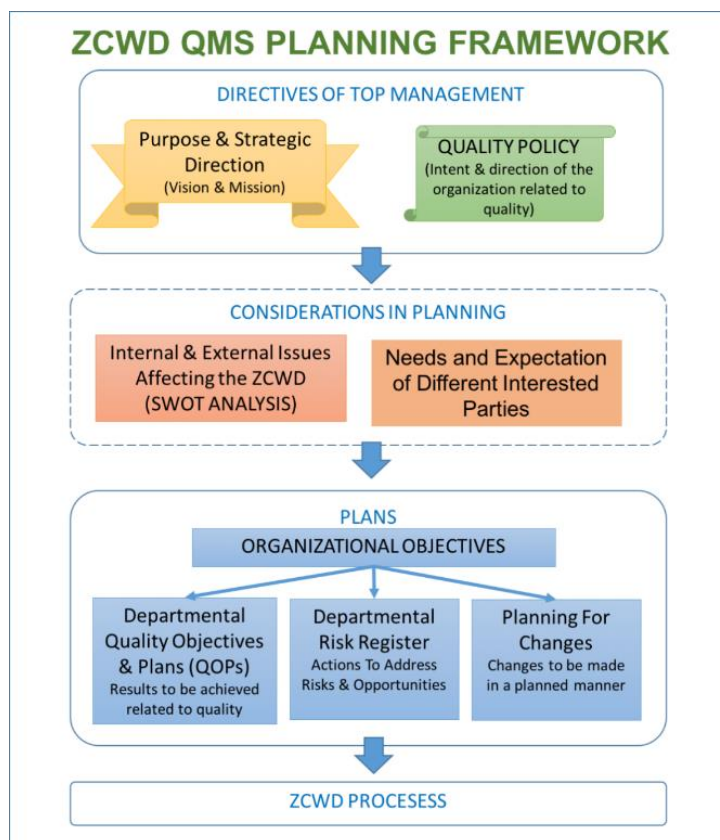 ZCWD QMS PLANNING FRAMEWORK
DIRECTIVES OF TOP MANAGEMENT
Purpose & Strategic
Direction
(Vision & Mission)
QUALITY POLICY
(Intent & direction of the
organization related to
quality)
CONSIDERATIONS IN PLANNING
Internal & External Issues
Affecting the ZCWD
(SWOT ANALYSIS)
Needs and Expectation
of Different Interested
Parties
PLANS
ORGANIZATIONAL OBJECTIVES
Departmental
Quality Objectives
& Plans (QOPs)
Results to be achieved
related to quality
Departmental
Risk Register
Actions To Address
Risks & Opportunities
Planning For
Changes
Changes to be made
in a planned manner
ZCWD PROCESESS